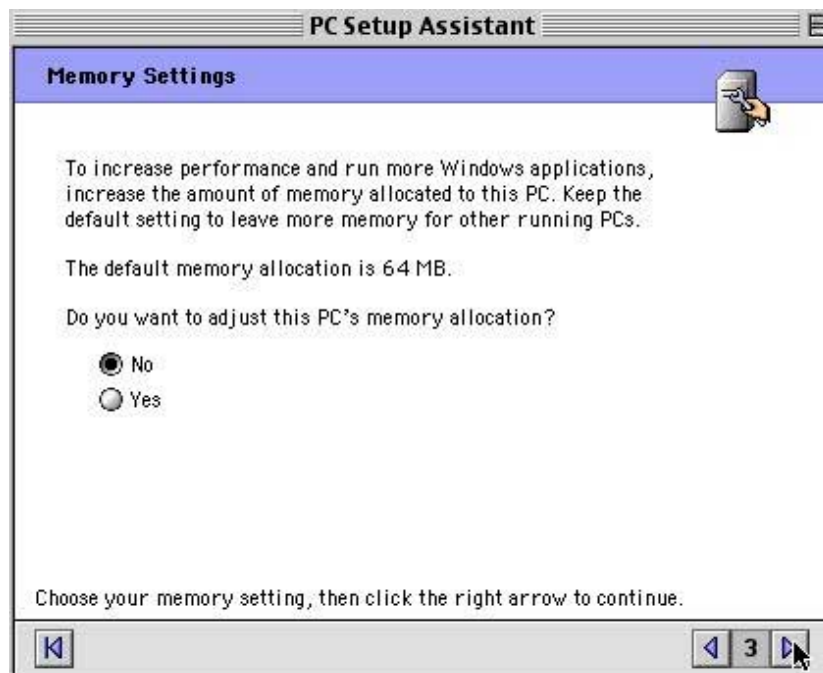 PC Setup Assistant
Memory Settings
To increase performance and run more Windows applications,
increase the amount of memory allocated to this PC. Keep the
default setting to leave more memory for other running PCs.
The default memory allocation is 64 MB.
Do you want to adjust this PC's memory allocation?
No
Yes
Choose your memory setting, then click the right arrow to continue.
3